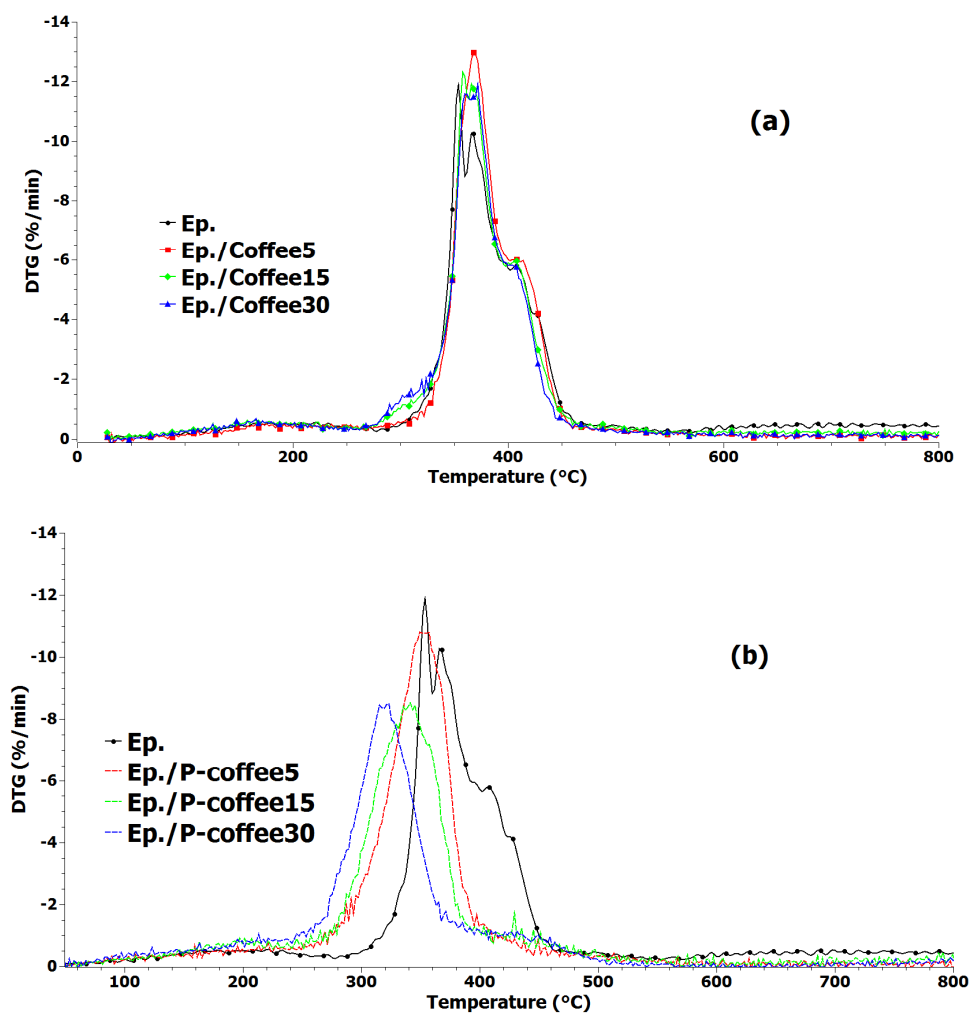 -14
-12
(a)
-10
-8
DTG (%/min)
Ep.
Ep./Coffee5
-6
Ep./Coffee15
Ep./Coffee30
-4
-2
0
0 200 400 600 800
Temperature (°C)
-14
-12
(b)
-10
-8
DTG (%/min)
Ep.
-6
Ep./P-coffee5
Ep./P-coffee15
-4
Ep./P-coffee30
-2
0
100 200 300 400 500 600 700 800
Temperature (°C)